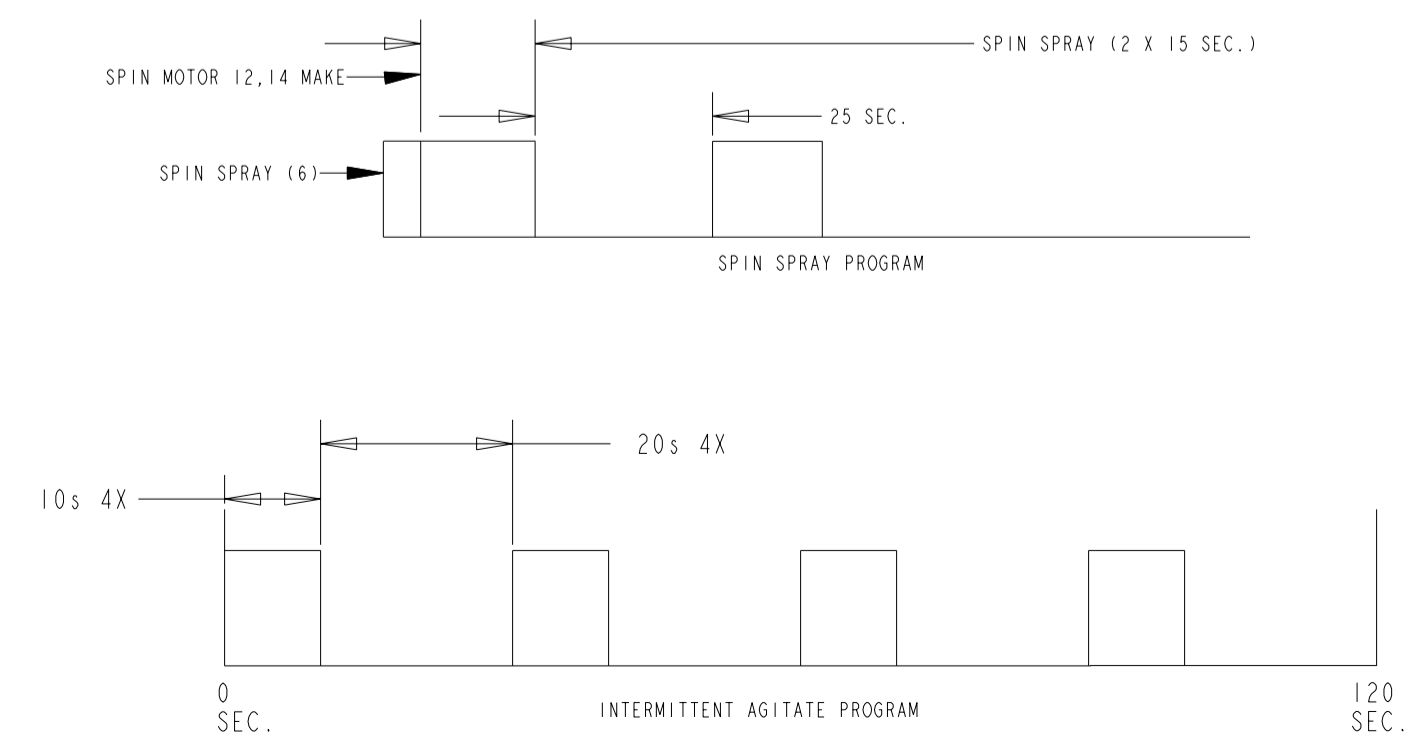 SPIN SPRAY (2 X 15 SEC.)
SPIN MOTOR 12,14 MAKE
25 SEC.
SPIN SPRAY (6)
SPIN SPRAY PROGRAM
20s 4X
10s 4X
0
SEC.
INTERMITTENT AGITATE PROGRAM
120
SEC.